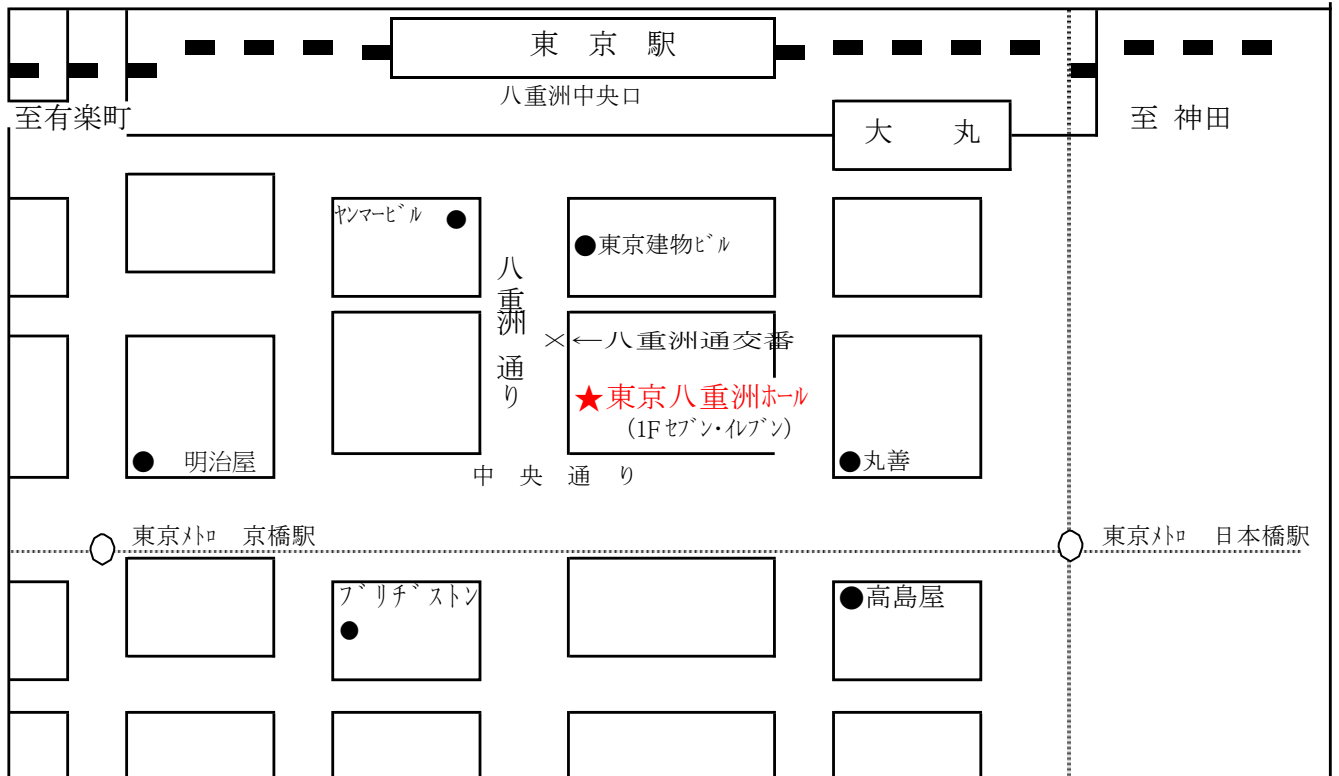 東 京 駅
八重洲中央口
至有楽町
大 丸
至 神田
ﾔﾝﾏｰﾋﾞﾙ
●東京建物ﾋﾞﾙ
八重洲通り
×←八重洲通交番
★東京八重洲ﾎｰﾙ
(1F ｾﾌﾞﾝ・ｲﾚﾌﾞﾝ)
明治屋
●丸善
中 央 通 り
東京ﾒﾄﾛ 京橋駅
東京ﾒﾄﾛ 日本橋駅
ﾌﾞﾘﾁﾞｽﾄﾝ
●高島屋